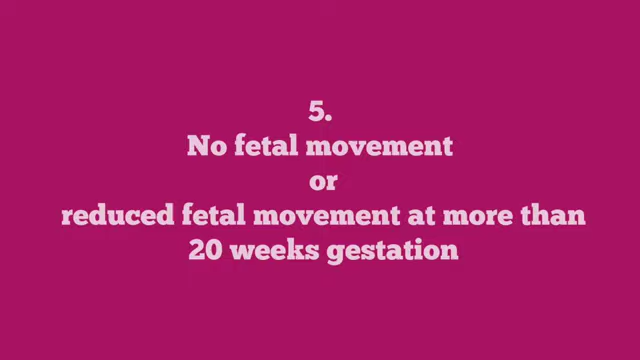 5.
No fetal movement
or
reduced fetal movement at more than
20 weeks gestation